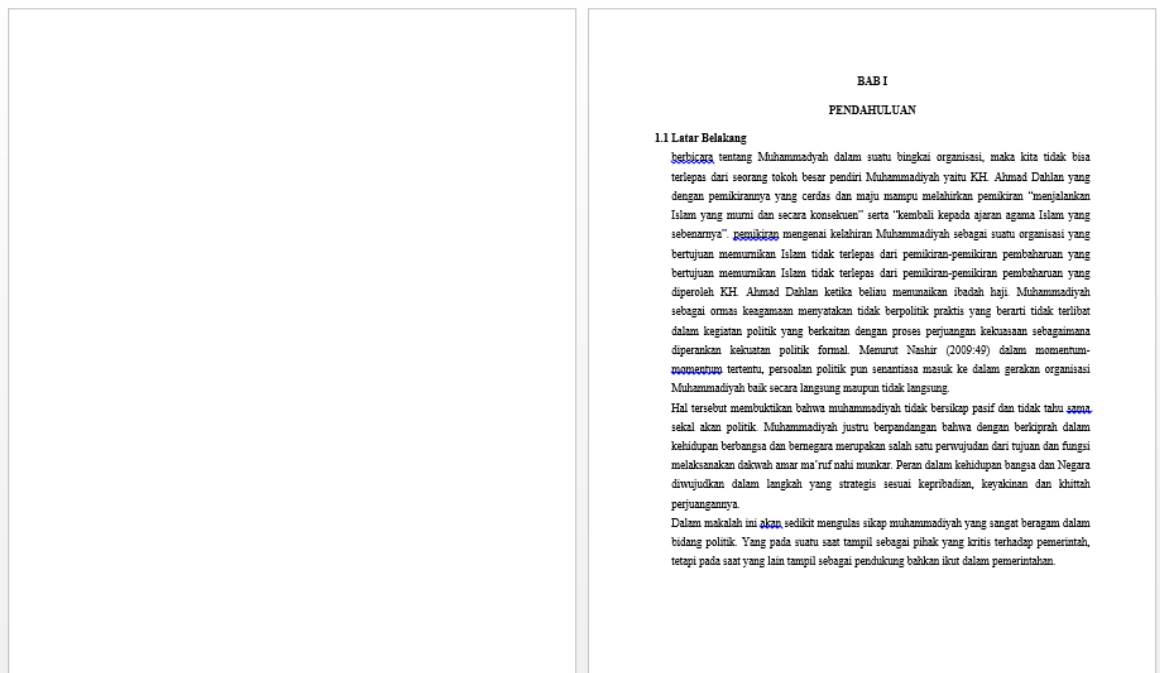 BAB I
PENDAHULUAN
1.1 Latar Belakang
berbicara tentang Muhammadyah dalam suatu bingkai organisasi, maka kita tidak bisa
terlepas dari seorang tokoh besar pendiri Muhammadiyah yaitu KH. Ahmad Dahlan yang
dengan pemikirannya yang cerdas dan maju mampu melahirkan pemikiran “menjalankan
Islam yang murni dan secara konsekuen” serta “kembali kepada ajaran agama Islam yang
sebenarnya”. pemikiran mengenai kelahiran Muhammadiyah sebagai suatu organisasi yang
bertujuan memurnikan Islam tidak terlepas dari pemikiran-pemikiran pembaharuan yang
bertujuan memurnikan Islam tidak terlepas dari pemikiran-pemikiran pembaharuan yang
diperoleh KH. Ahmad Dahlan ketika beliau menunaikan ibadah haji. Muhammadiyah
sebagai ormas keagamaan menyatakan tidak berpolitik praktis yang berarti tidak terlibat
dalam kegiatan politik yang berkaitan dengan proses perjuangan kekuasaan sebagaimana
diperankan kekuatan politik formal. Menurut Nashir (2009:49) dalam momentum-
momentum tertentu, persoalan politik pun senantiasa masuk ke dalam gerakan organisasi
Muhammadiyah baik secara langsung maupun tidak langsung.
Hal tersebut membuktikan bahwa muhammadiyah tidak bersikap pasif dan tidak tahu sama
sekal akan politik. Muhammadiyah justru berpandangan bahwa dengan berkiprah dalam
kehidupan berbangsa dan bernegara merupakan salah satu perwujudan dari tujuan dan fungsi
melaksanakan dakwah amar ma’ruf nahi munkar. Peran dalam kehidupan bangsa dan Negara
diwujudkan dalam langkah yang strategis sesuai kepribadian, keyakinan dan khittah
perjuangannya.
Dalam makalah ini akan sedikit mengulas sikap muhammadiyah yang sangat beragam dalam
bidang politik. Yang pada suatu saat tampil sebagai pihak yang kritis terhadap pemerintah,
tetapi pada saat yang lain tampil sebagai pendukung bahkan ikut dalam pemerintahan.